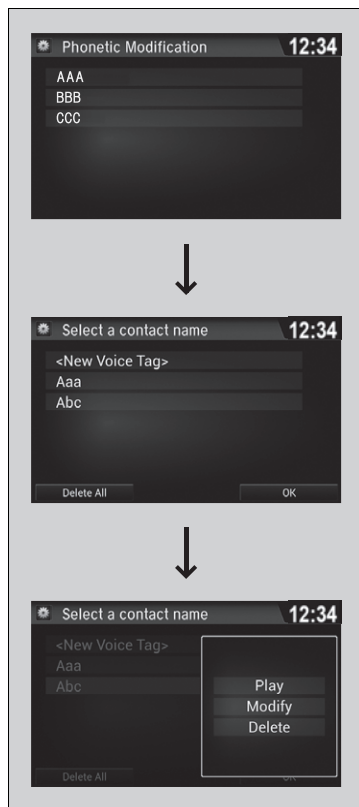 Phonetic Modification 12:34
AAA
BBB
CCC
Select a contact name 12:34
<New Voice Tag>
Aaa
Abc
Delete All OK
Select a contact name 12:34
<New Voice Tag>
Aaa
Abc
Play
Modify
Delete
Delete All OK